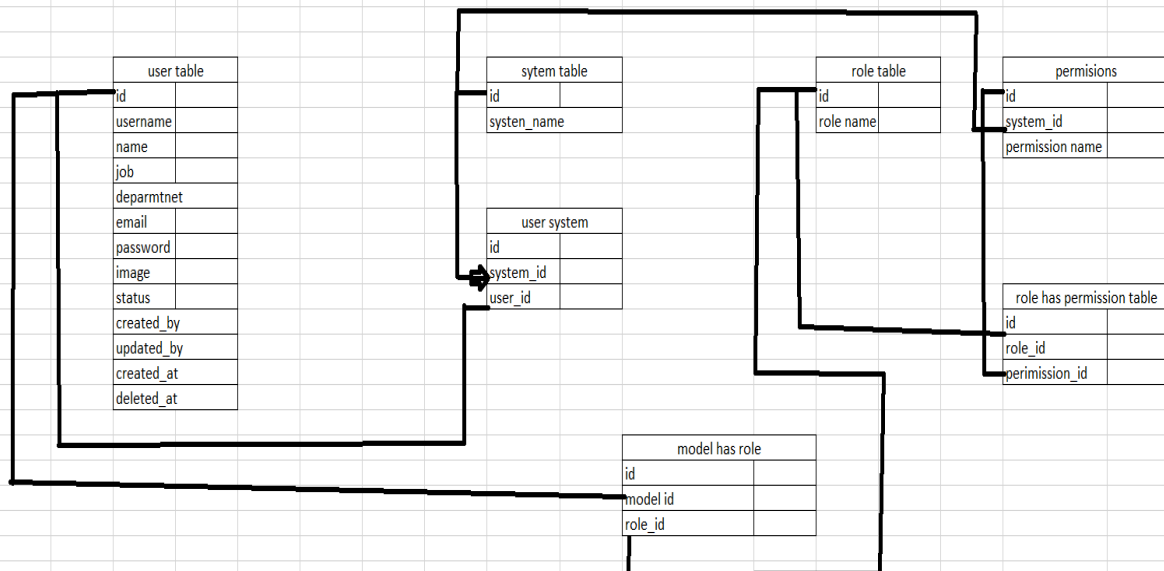 user table
id
username
name
job
deparmtnet
email
password
image
status
created_by
updated_by
created_at
deleted_at
sytem table
id
systen_name
user system
id
system_id
user_id
role table
id
role name
permisions
id
system_id
permission name
role has permission table
id
role_id
perimission_id
model has role
id
model id
role_id